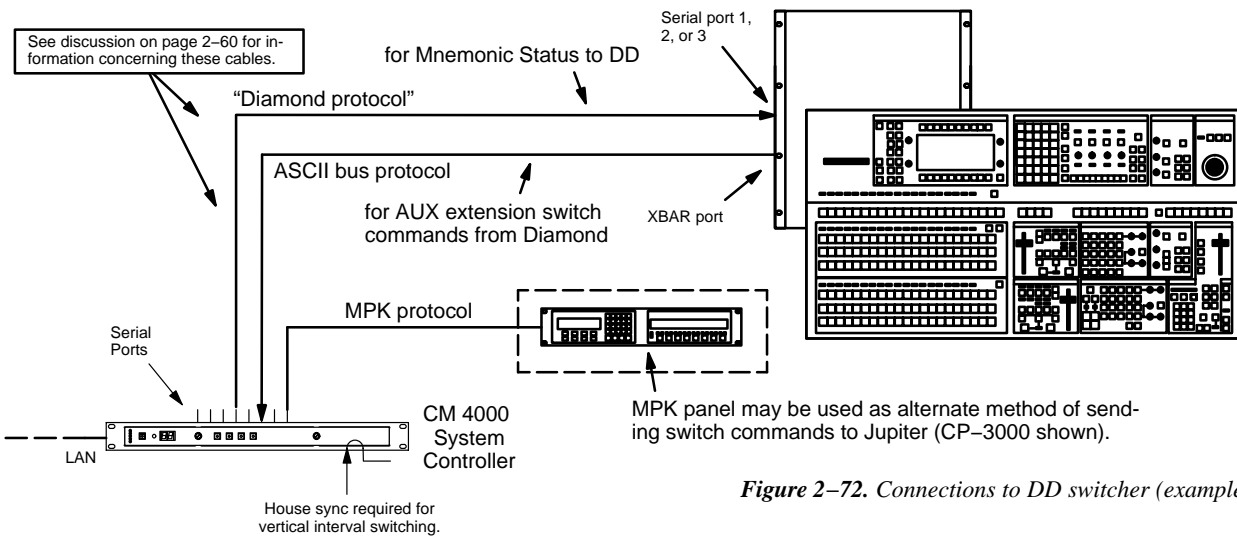 Serial port 1,
2, or 3
See discussion on page 2–60 for in-
formation concerning these cables.
for Mnemonic Status to DD
“Diamond protocol”
ASCII bus protocol
for AUX extension switch
commands from Diamond
XBAR port
MPK protocol
Serial
Ports
MPK panel may be used as alternate method of send-
ing switch commands to Jupiter (CP–3000 shown).
CM 4000
System
Controller
LAN
House sync required for
vertical interval switching.
Figure 2–72. Connections to DD switcher (example